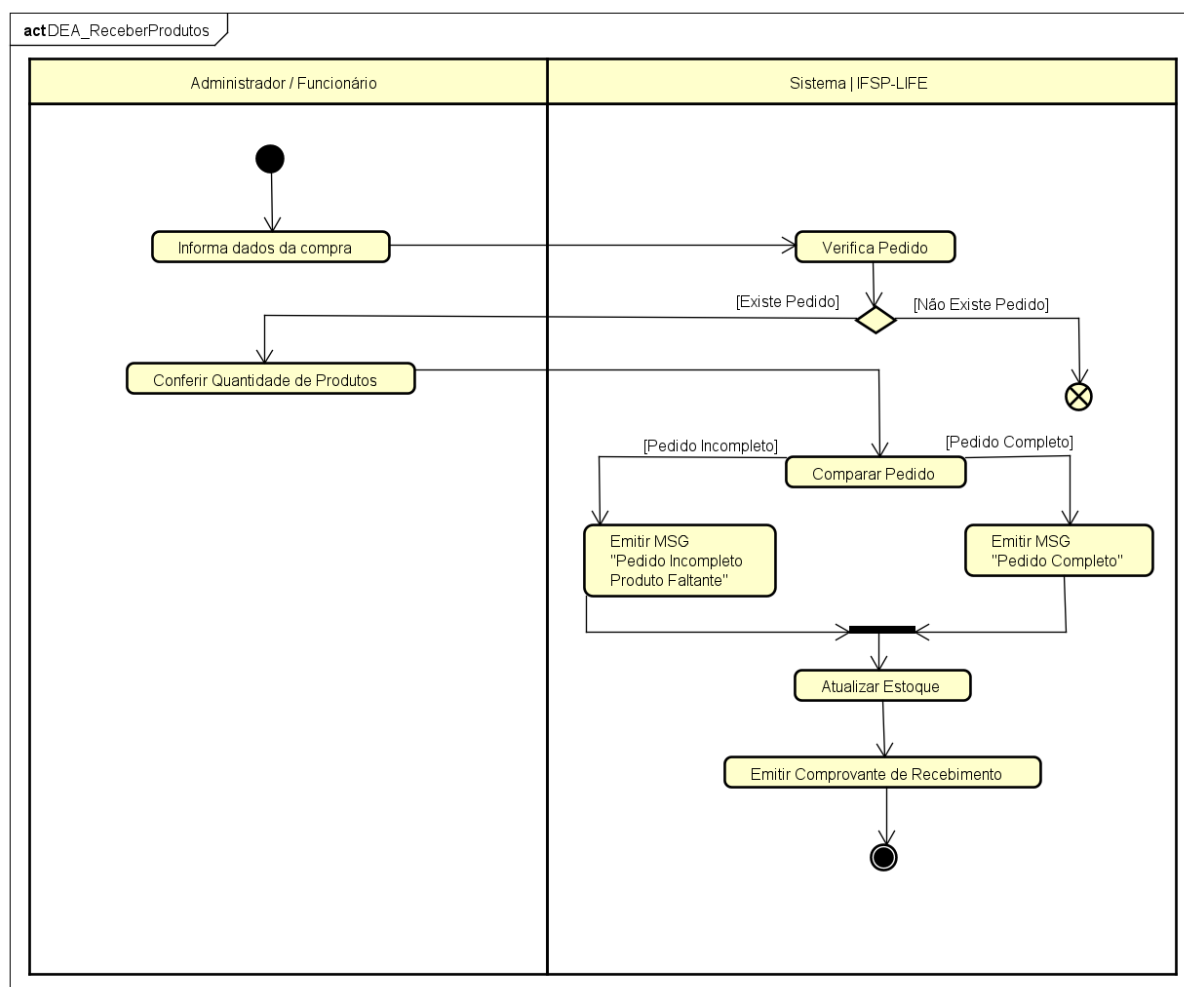 act DEA_ReceberProdutos
Administrador / Funcionário
Sistema | IFSP-LIFE
Informa dados da compra
Verifica Pedido
[Existe Pedido]
[Não Existe Pedido]
Conferir Quantidade de Produtos
[Pedido Incompleto]
[Pedido Completo]
Comparar Pedido
Emitir MSG
"Pedido Incompleto
Produto Faltante"
Emitir MSG
"Pedido Completo"
Atualizar Estoque
Emitir Comprovante de Recebimento